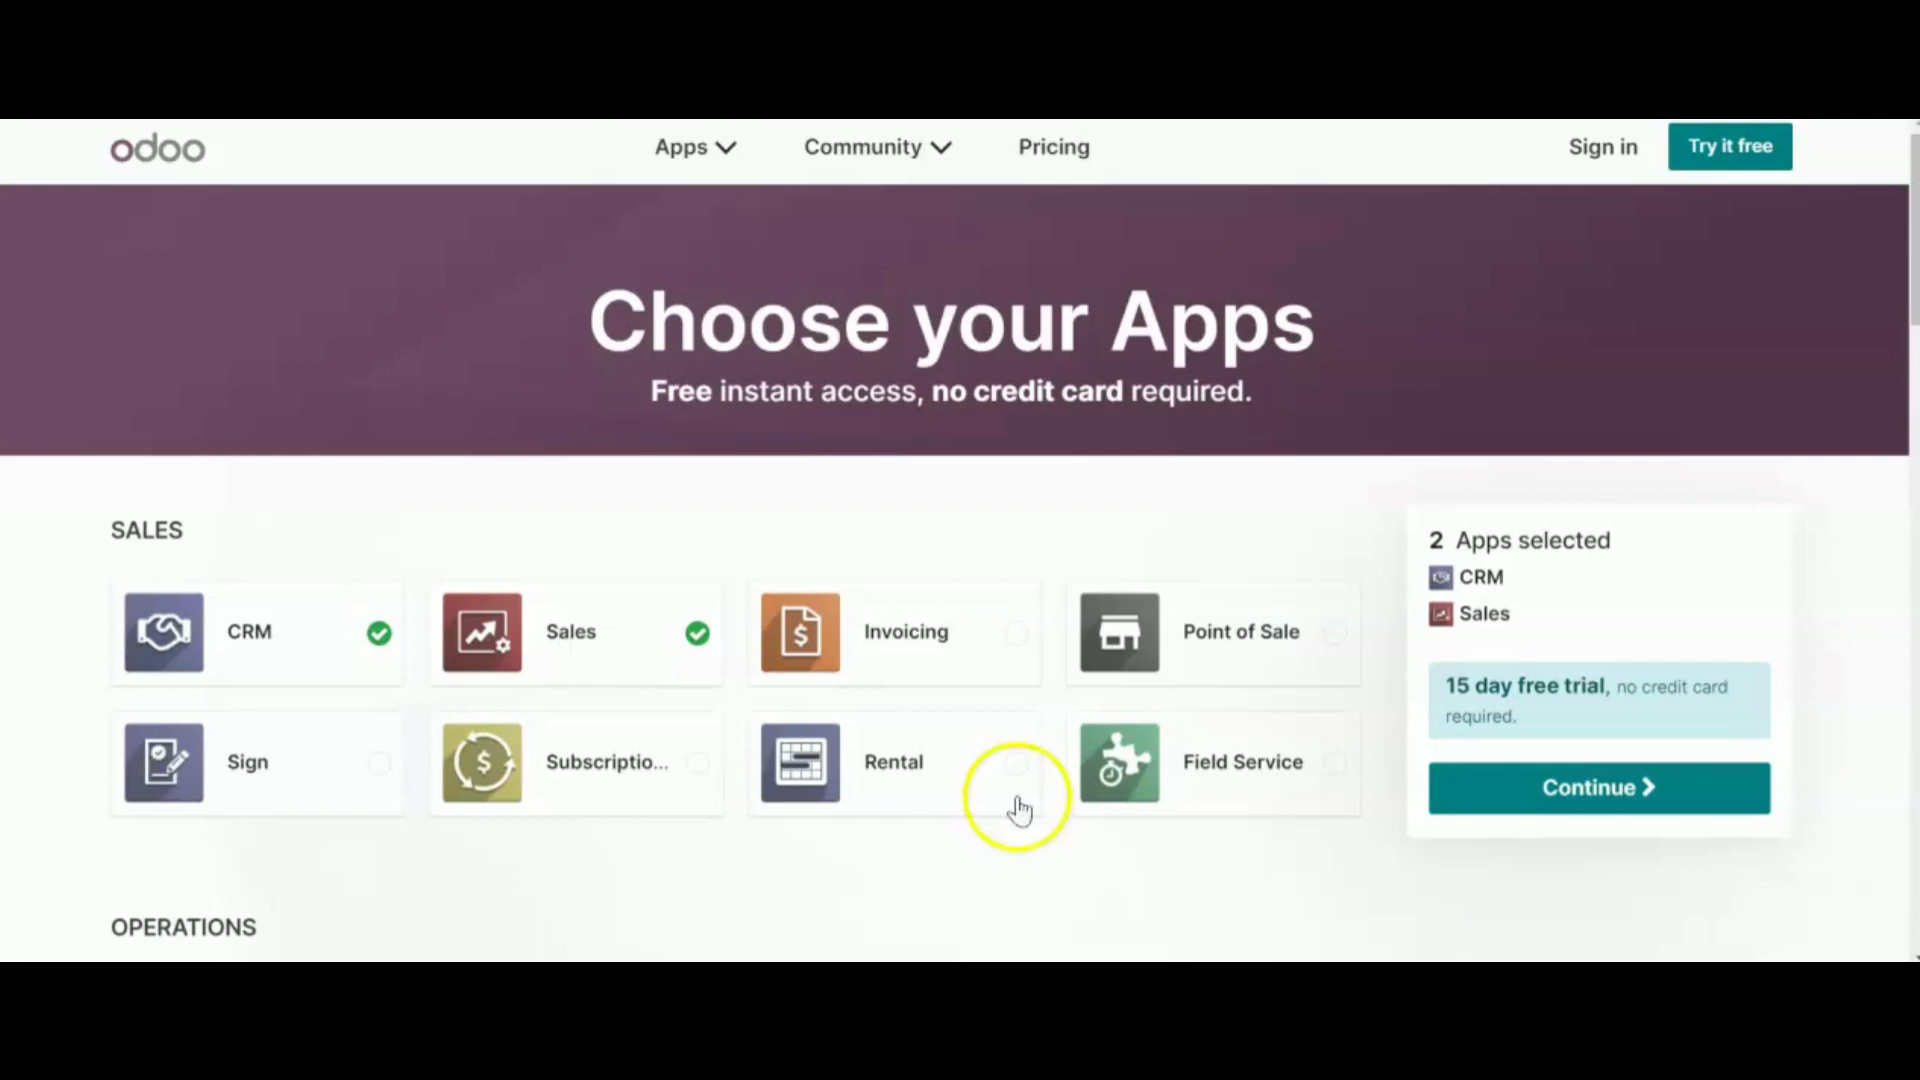 odoo
Apps
Community
Pricing
Sign in
Try it free
Choose your Apps
Free instant access, no credit card required.
SALES
CRM
Sales
Invoicing
Point of Sale
Sign
Subscriptio...
Rental
Field Service
2 Apps selected
CRM
Sales
15 day free trial, no credit card
required.
Continue
OPERATIONS